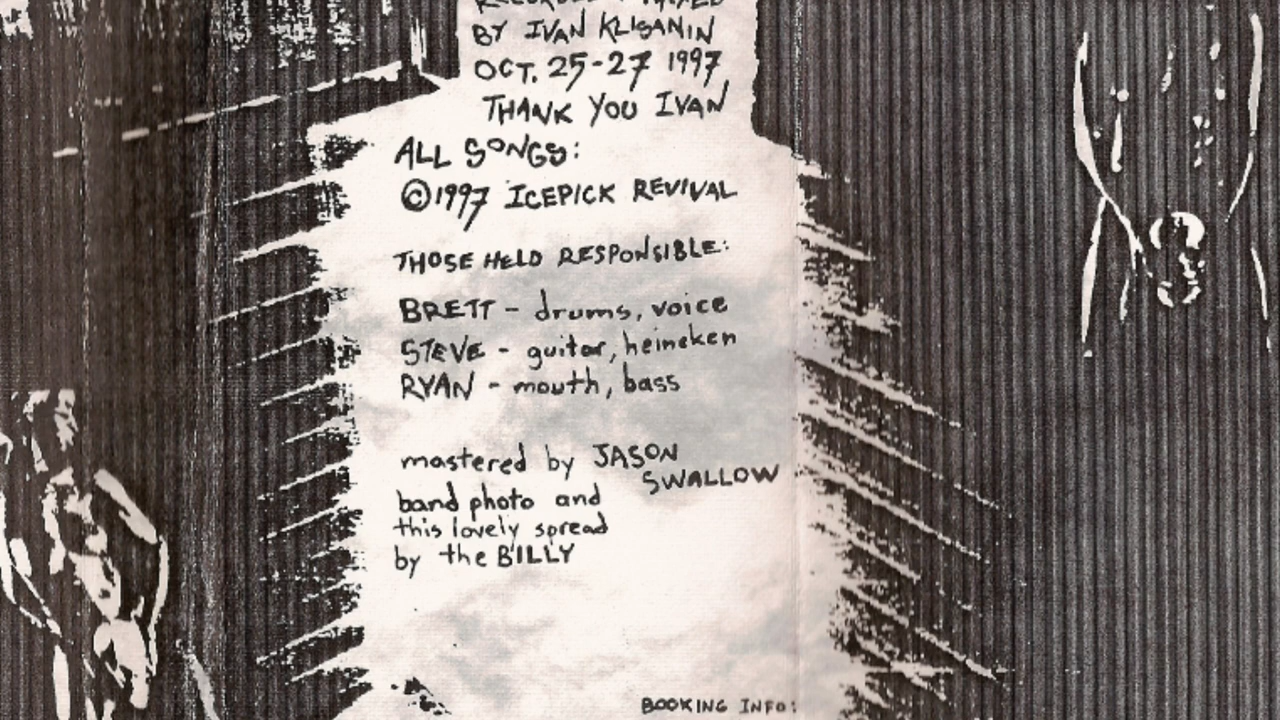 RECORDED + MIXED
BY IVAN KLISANIN
OCT. 25-27 1997
THANK YOU IVAN
ALL SONGS:
©1997 ICEPICK REVIVAL
THOSE HELD RESPONSIBLE:
BRETT - drums, voice
STEVE - guitar, heineken
RYAN - mouth, bass
mastered by JASON
SWALLOW
band photo and
this lovely spread
by the BILLY
BOOKING INFO: